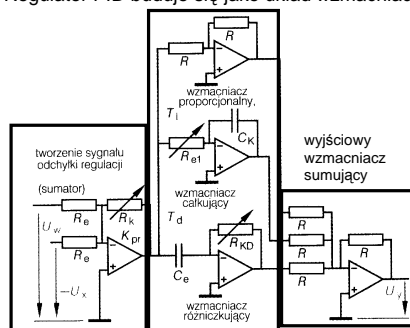 Regulator PID buduje się jako układ wzmacniac
R
R
wzmacniacz
proporcjonalny,
T_i
C_K
R_e1
wzmacniacz
całkujący
tworzenie sygnału
odchyłki regulacji
(sumator)
R_e
R_k
U_w
K_pr
R_e
-U_x
T_d
R_KD
C_e
wzmacniacz
różniczkujący
wyjściowy
wzmacniacz
sumujący
R
R
R
R
U_y